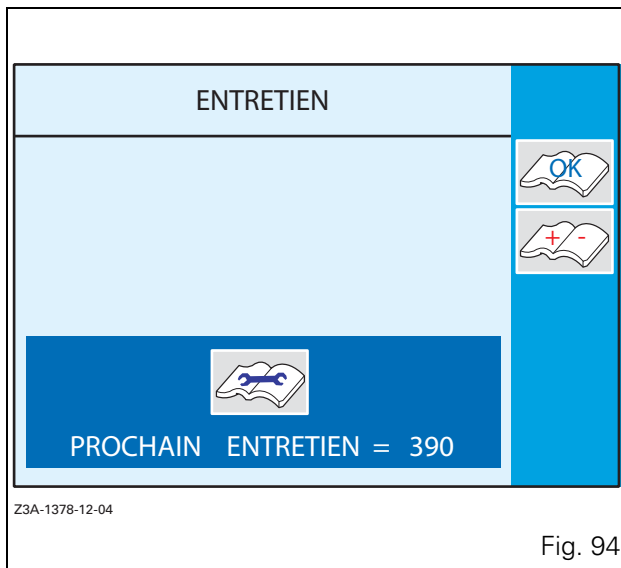 ENTRETIEN
OK
+ -
PROCHAIN ENTRETIEN = 390
Z3A-1378-12-04
Fig. 94